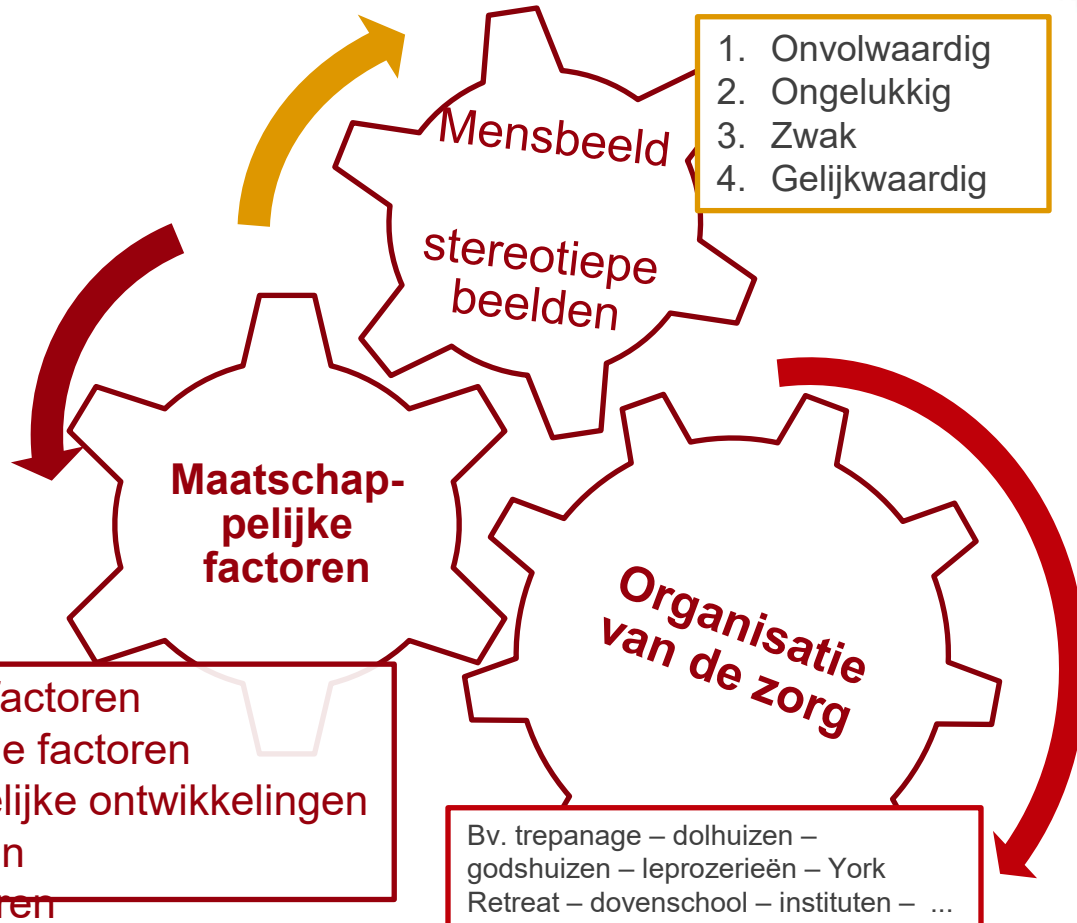 1. Onvolwaardig
2. Ongelukkig
3. Zwak
4. Gelijkwaardig
Mensbeeld
stereotiepe
beelden
Maatschap-
pelijke
factoren
Organisatie
van de zorg
factoren
factoren
ontwikkelingen
Bv. trepanage – dolhuizen –
godshuizen – leprozerieën – York
Retreat – dovenschool – instituten – ...